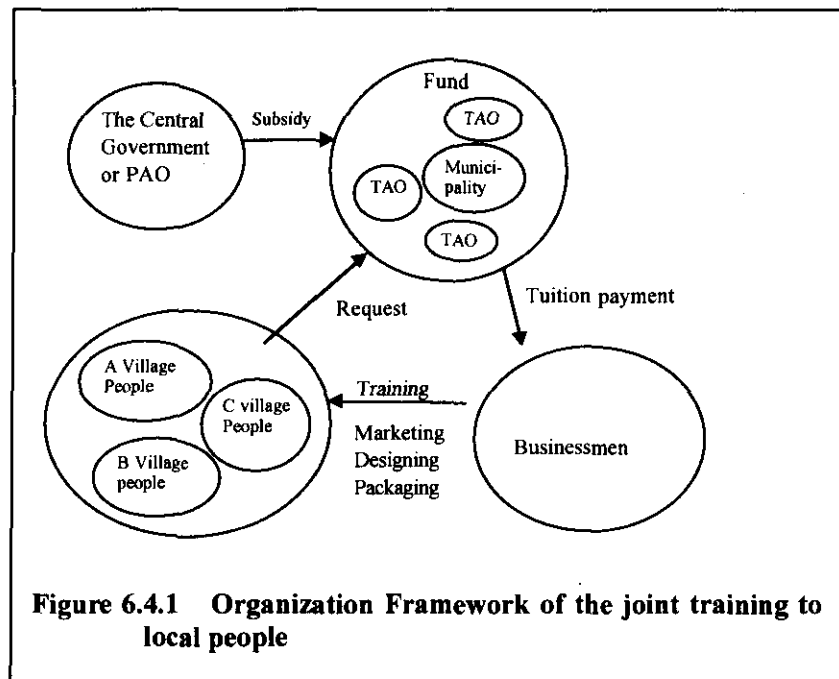 The Central
Government
or PAO
Subsidy
Fund
TAO
Munici-
pality
TAO
TAO
Request
Tuition payment
A Village
People
C village
People
B Village
people
Training
Marketing
Designing
Packaging
Businessmen
Figure 6.4.1 Organization Framework of the joint training to
local people